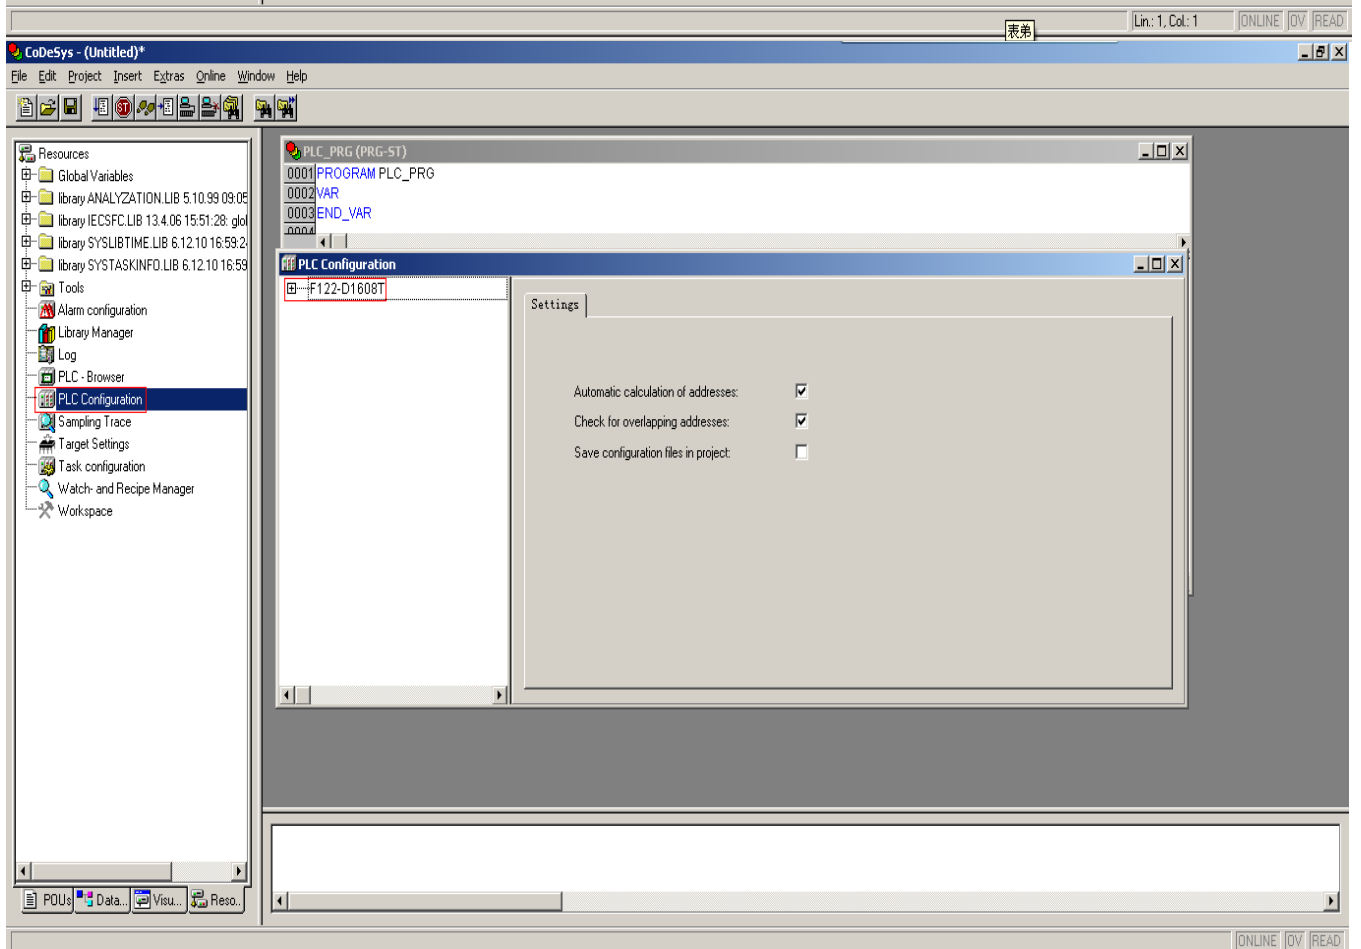 Lin.: 1, Col.: 1 ONLINE OV READ
表弟
CoDeSys - (Untitled)*
File Edit Project Insert Extras Online Window Help
Resources
Global Variables
library ANALYZATION.LIB 5.10.99 09:05
library IECSFC.LIB 13.4.06 15:51:28: glol
library SYSLIBTIME.LIB 6.12.10 16:59:2
library SYSTASKINFO.LIB 6.12.10 16:59
Tools
Alarm configuration
Library Manager
Log
PLC - Browser
PLC Configuration
Sampling Trace
Target Settings
Task configuration
Watch- and Recipe Manager
Workspace
POUs Data... Visu... Reso..
PLC_PRG (PRG-ST)
0001 PROGRAM PLC_PRG
0002 VAR
0003 END_VAR
0004
PLC Configuration
F122-D1608T
Settings
Automatic calculation of addresses:
Check for overlapping addresses:
Save configuration files in project:
ONLINE OV READ